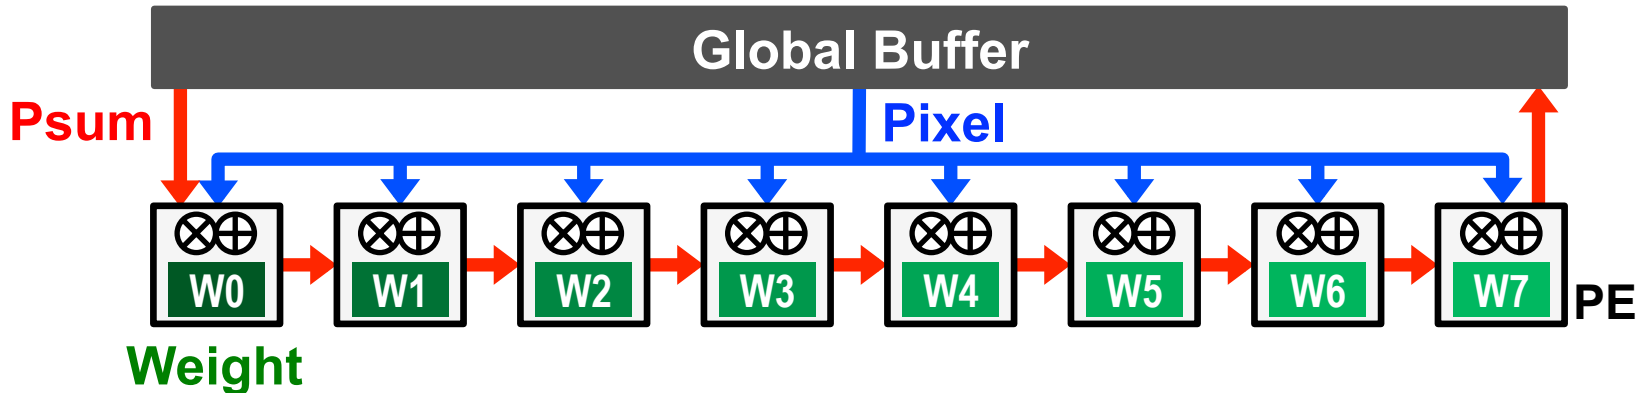 Global Buffer
Psum
Pixel
W0 W1 W2 W3 W4 W5 W6 W7
PE
Weight